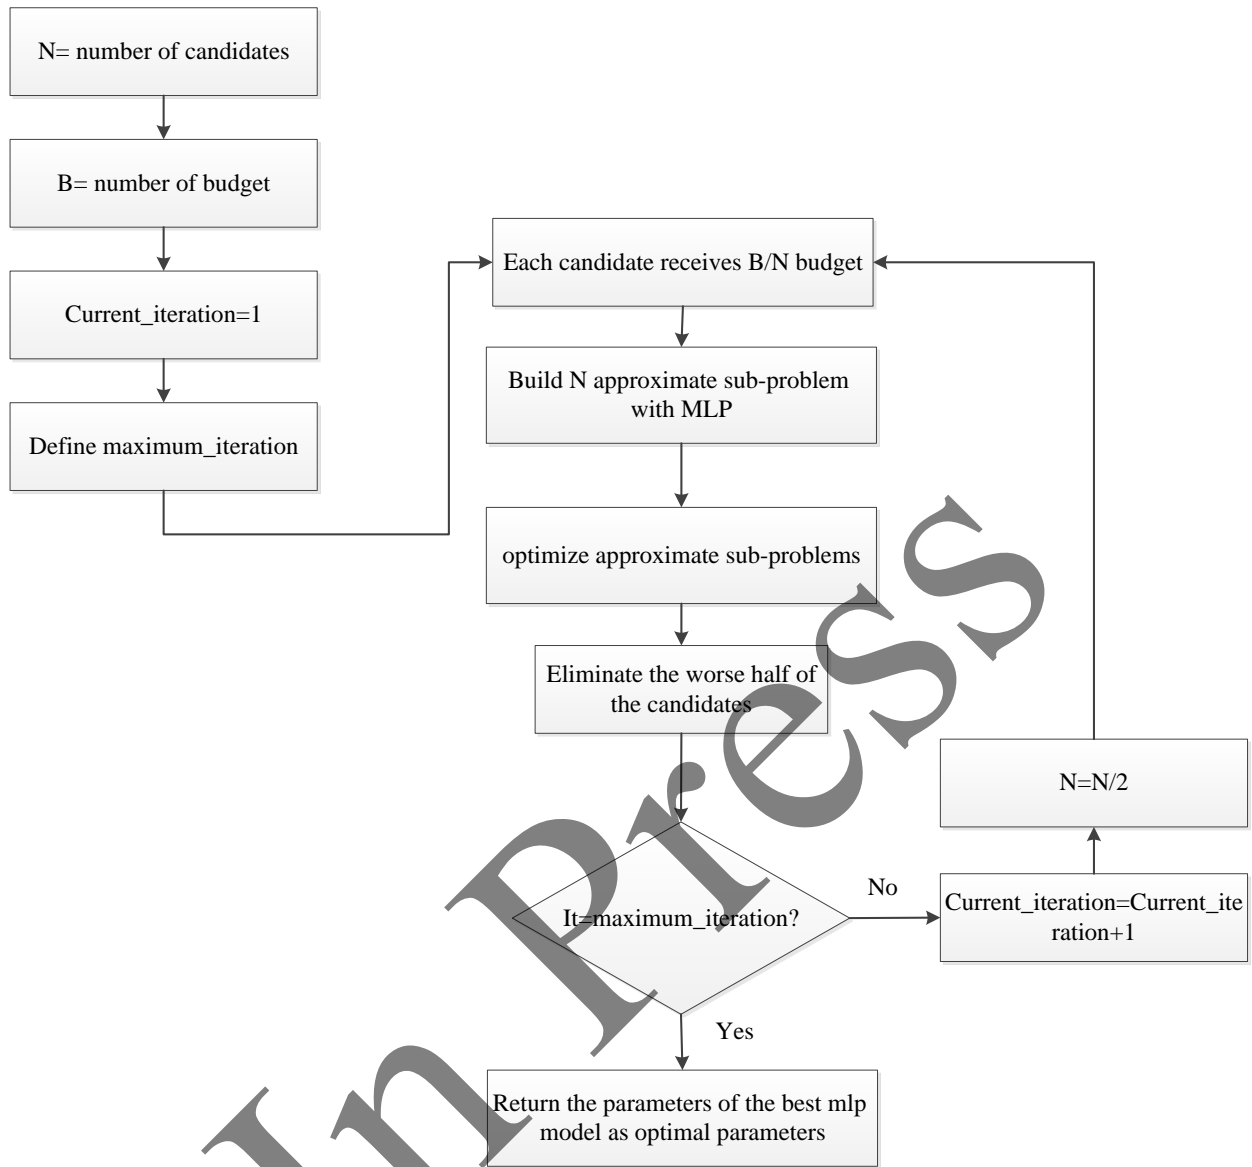 N= number of candidates
B= number of budget
Current_iteration=1
Define maximum_iteration
Each candidate receives B/N budget
Build N approximate sub-problem
with MLP
optimize approximate sub-problems
Eliminate the worse half of
the candidates
It=maximum_iteration?
No
Current_iteration=Current_ite
ration+1
N=N/2
Yes
Return the parameters of the best mlp
model as optimal parameters
In Press